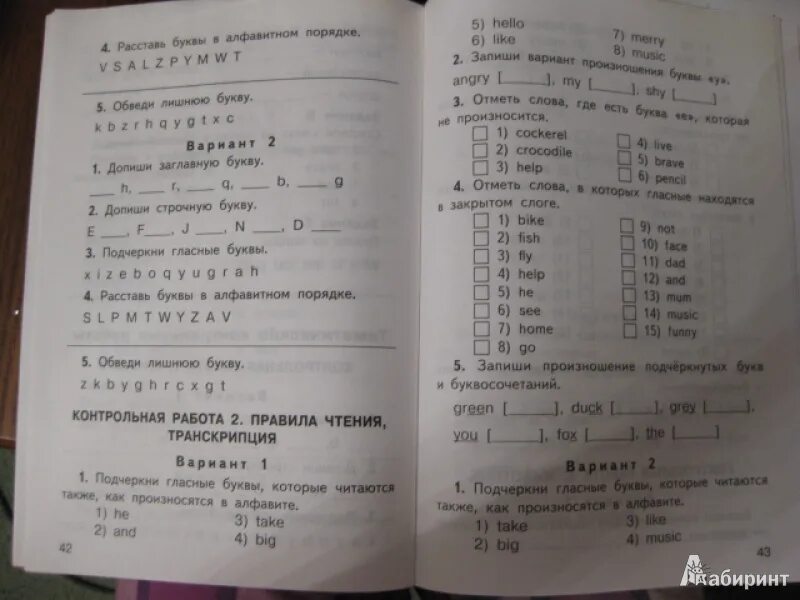 4. Расставь буквы в алфавитном порядке.
V S A L Z P Y M W T
5. Обведи лишнюю букву.
k b z r h q y g t x c
Вариант 2
1. Допиши заглавную букву.
___ h, ___ r, ___ q, ___ b, ___ g
2. Допиши строчную букву.
E ___, F ___, J ___, N ___, D ___
3. Подчеркни гласные буквы.
x i z e b o q y u g r a h
4. Расставь буквы в алфавитном порядке.
S L P M T W Y Z A V
5. Обведи лишнюю букву.
z k b y g h r c x g t
КОНТРОЛЬНАЯ РАБОТА 2. ПРАВИЛА ЧТЕНИЯ,
ТРАНСКРИПЦИЯ
Вариант 1
1. Подчеркни гласные буквы, которые читаются
также, как произносятся в алфавите.
1) he 3) take
2) and 4) big
42
5) hello 7) merry
6) like 8) music
2. Запиши вариант произношения буквы «y».
angry [______], my [______], shy [______]
3. Отметь слова, где есть буква «e», которая
не произносится.
1) cockerel 4) live
2) crocodile 5) brave
3) help 6) pencil
4. Отметь слова, в которых гласные находятся
в закрытом слоге.
1) bike 9) not
2) fish 10) face
3) fly 11) dad
4) help 12) and
5) he 13) mum
6) see 14) music
7) home 15) funny
8) go
5. Запиши произношение подчёркнутых букв
и буквосочетаний.
green [______], duck [______], grey [______],
you [______], fox [______], the [______]
Вариант 2
1. Подчеркни гласные буквы, которые читаются
также, как произносятся в алфавите.
1) take 3) like
2) big 4) music
43
Лабиринт